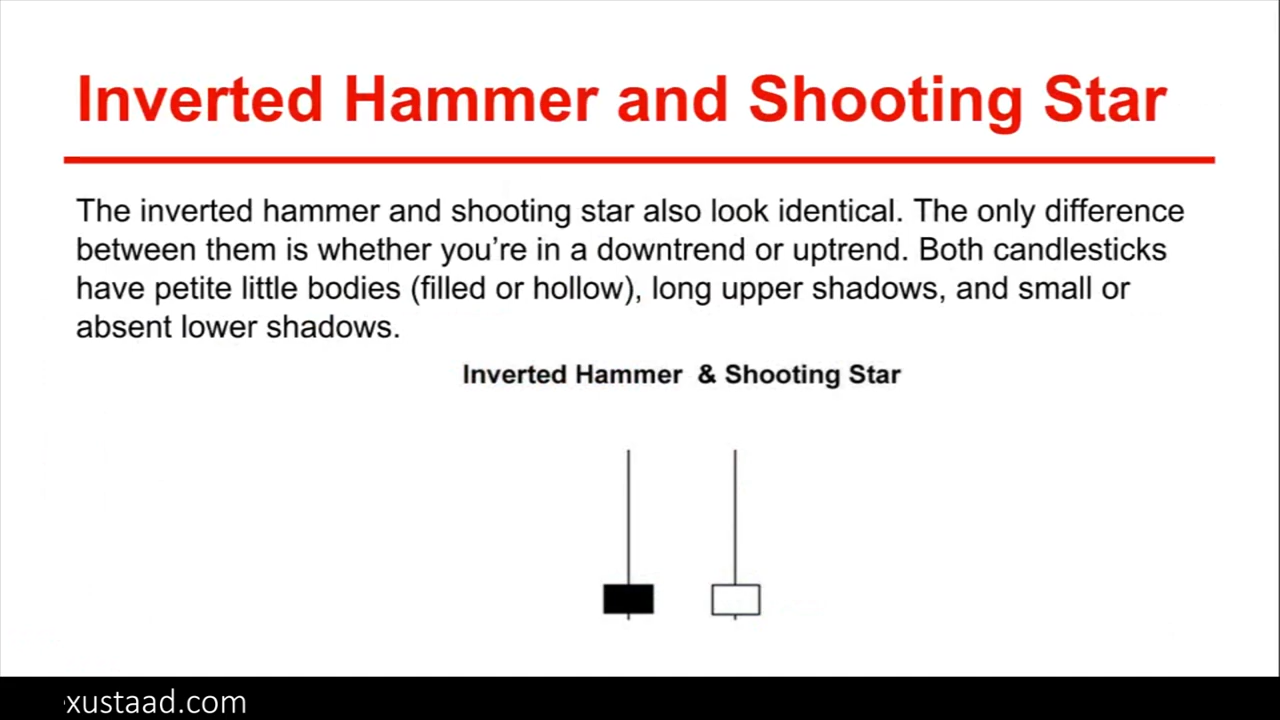 Inverted Hammer and Shooting Star
The inverted hammer and shooting star also look identical. The only difference
between them is whether you’re in a downtrend or uptrend. Both candlesticks
have petite little bodies (filled or hollow), long upper shadows, and small or
absent lower shadows.
Inverted Hammer & Shooting Star
xustaad.com